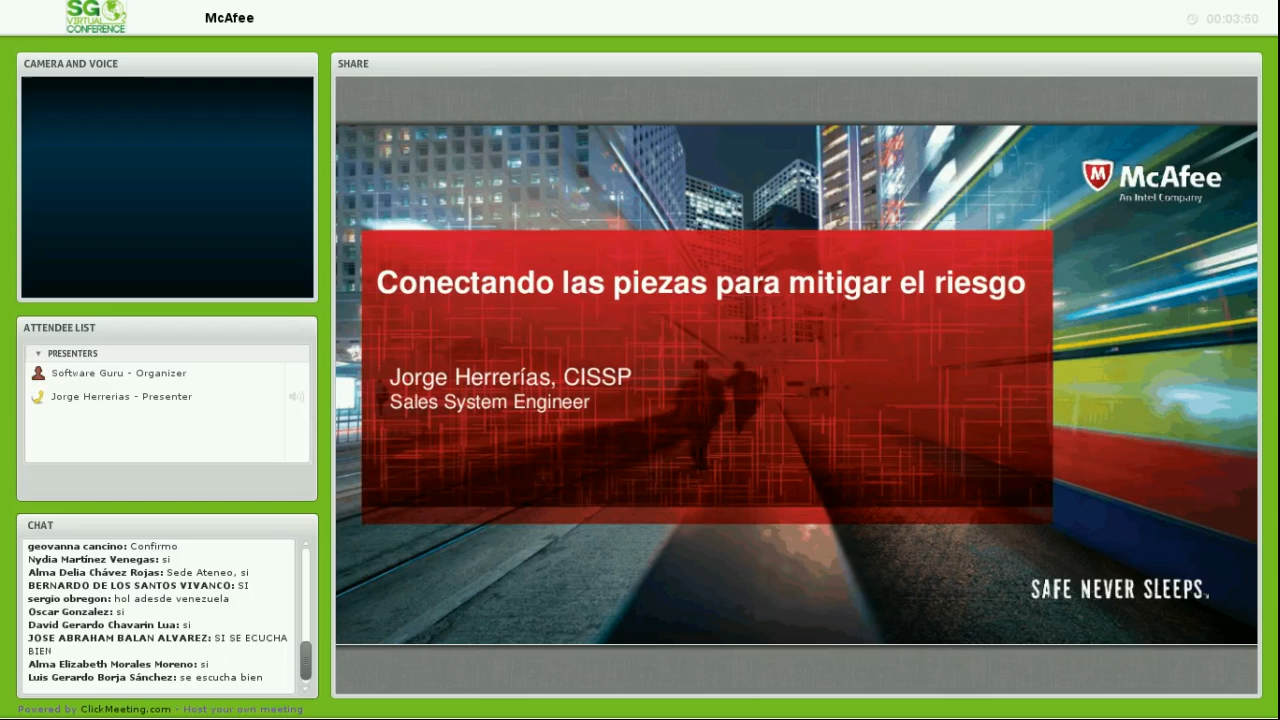 SG
VIRTUAL
CONFERENCE
McAfee
00:03:50
CAMERA AND VOICE
SHARE
McAfee
An Intel Company
Conectando las piezas para mitigar el riesgo
Jorge Herrerías, CISSP
Sales System Engineer
SAFE NEVER SLEEPS.
ATTENDEE LIST
PRESENTERS
Software Guru - Organizer
Jorge Herrerias - Presenter
CHAT
geovanna cancino: Confirmo
Nydia Martínez Venegas: si
Alma Delia Chávez Rojas: Sede Ateneo, si
BERNARDO DE LOS SANTOS VIVANCO: SI
sergio obregon: hol adesde venezuela
Oscar Gonzalez: si
David Gerardo Chavarin Lua: si
JOSE ABRAHAM BALAN ALVAREZ: SI SE ECUCHA
BIEN
Alma Elizabeth Morales Moreno: si
Luis Gerardo Borja Sánchez: se escucha bien
Powered by ClickMeeting.com - Host your own meeting